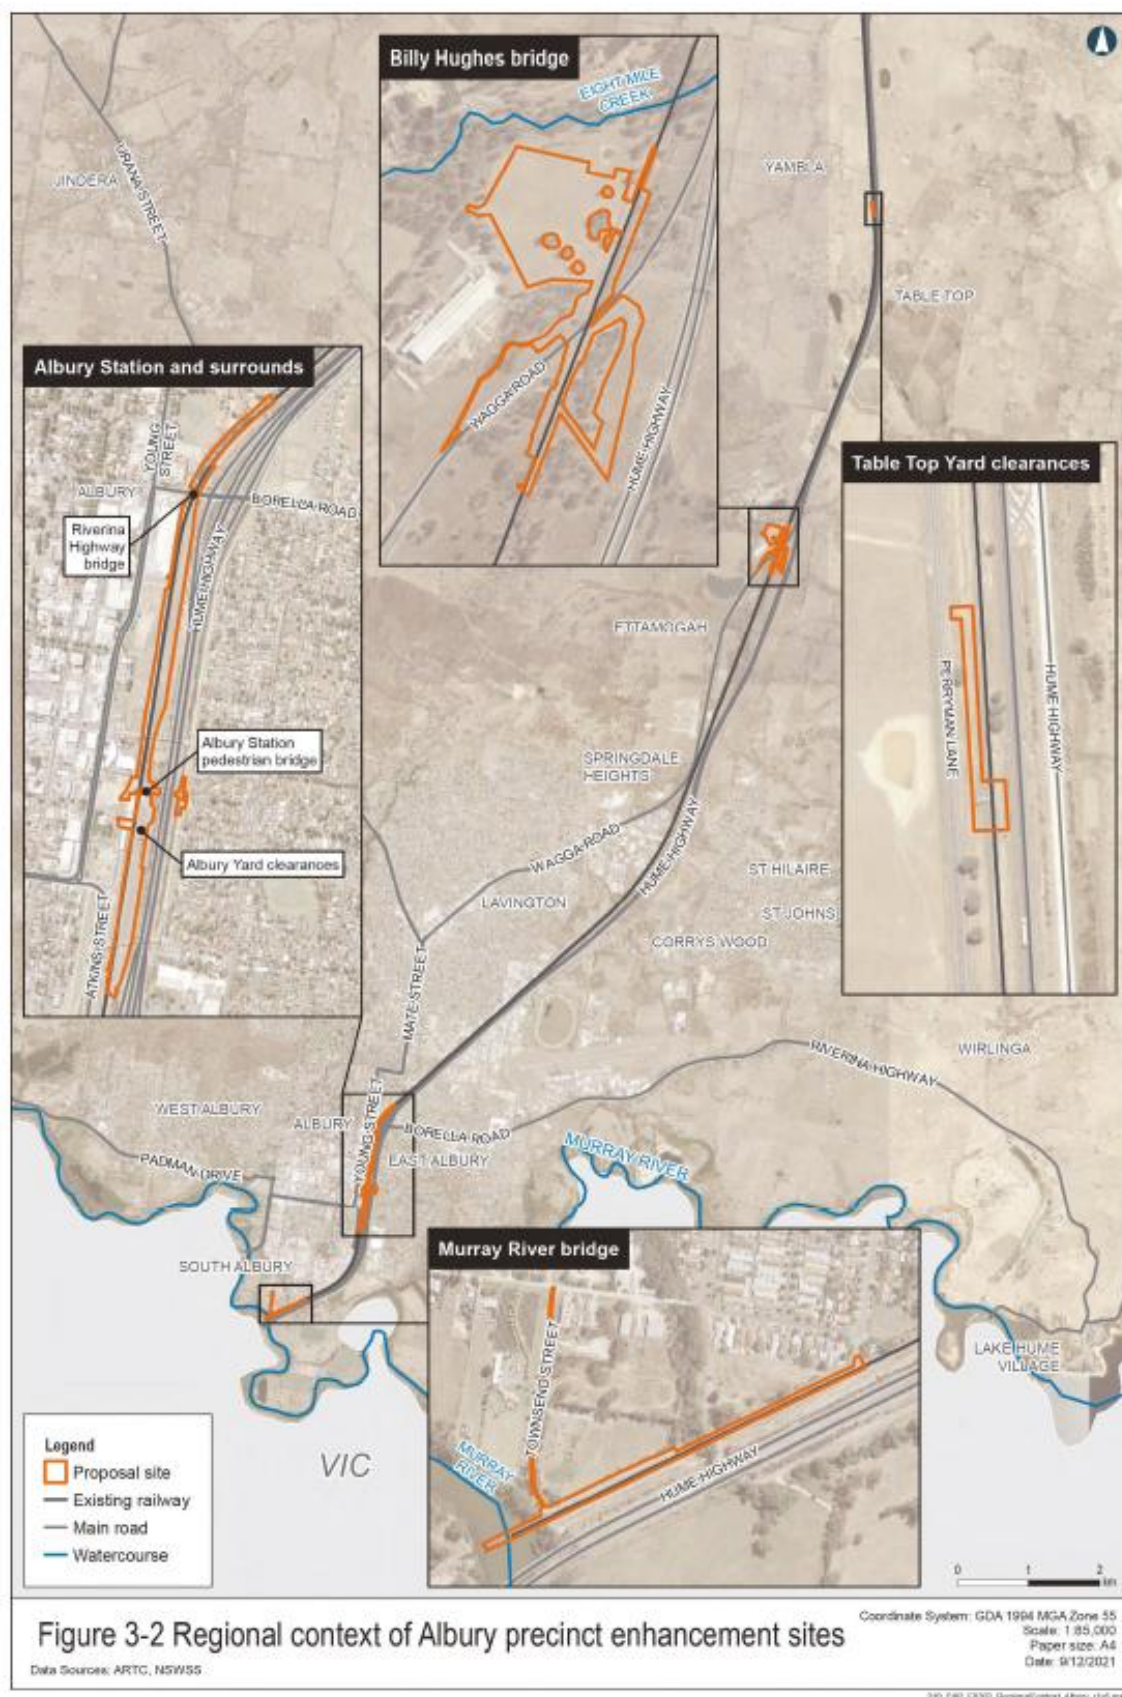 Billy Hughes bridge
EIGHT MILE
CREEK
WAGGA ROAD
HUME HIGHWAY
JINDERA
URANA STREET
YAMBLA
TABLE TOP
Albury Station and surrounds
YOUNG
STREET
ALBURY
BORELLA ROAD
Riverina
Highway
bridge
HUME HIGHWAY
Albury Station
pedestrian bridge
Albury Yard clearances
ATKINS STREET
Table Top Yard clearances
PERRYMAN LANE
HUME HIGHWAY
ETTAMOGAH
SPRINGDALE
HEIGHTS
WAGGA ROAD
HUME HIGHWAY
LAVINGTON
ST HILAIRE
ST JOHNS
CORRYS WOOD
MATE STREET
WIRLINGA
RIVERINA HIGHWAY
WEST ALBURY
ALBURY
YOUNG STREET
BORELLA ROAD
EAST ALBURY
PADMAN DRIVE
MURRAY RIVER
SOUTH ALBURY
Murray River bridge
TOWNSEND STREET
MURRAY
RIVER
HUME HIGHWAY
LAKE HUME
VILLAGE
VIC
Legend
Proposal site
Existing railway
Main road
Watercourse
0 1 2
km
Figure 3-2 Regional context of Albury precinct enhancement sites
Data Sources: ARTC, NSWSS
Coordinate System: GDA 1994 MGA Zone 55
Scale: 1:85,000
Paper size: A4
Date: 9/12/2021